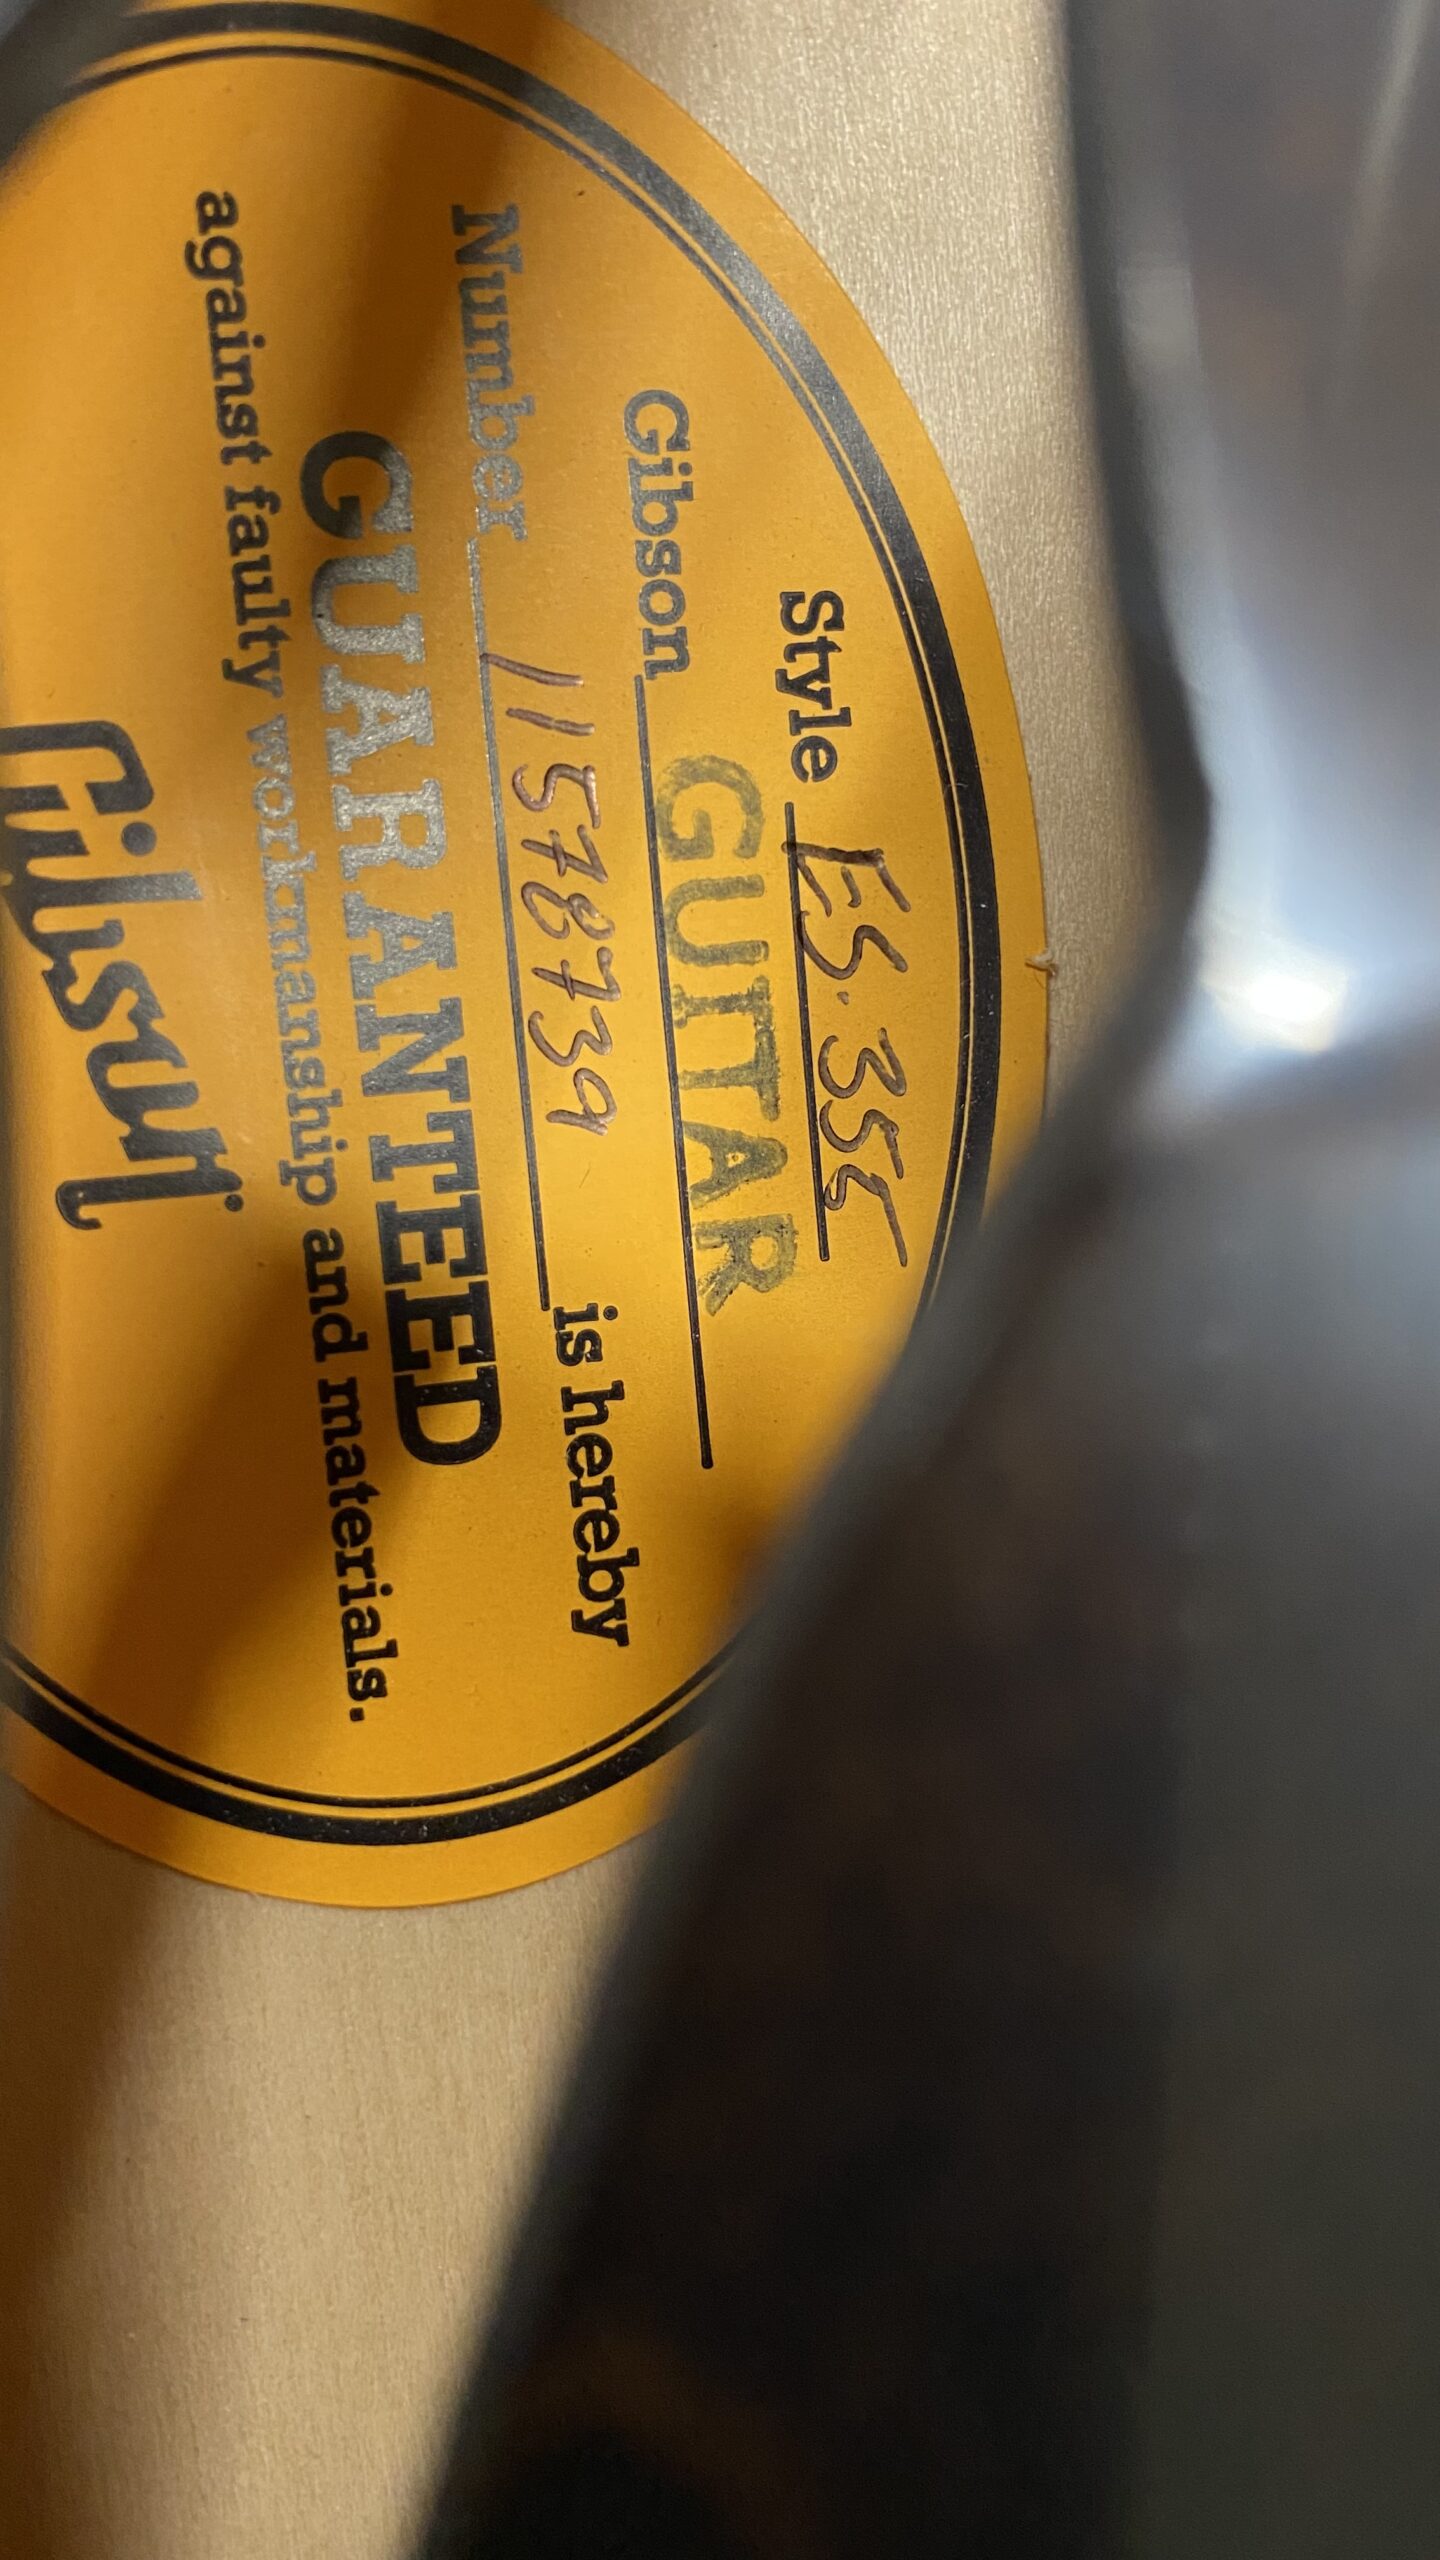 Style ES-355
Gibson GUITAR
Number 11578739 is hereby
GUARANTEED
against faulty workmanship and materials.
Gibson